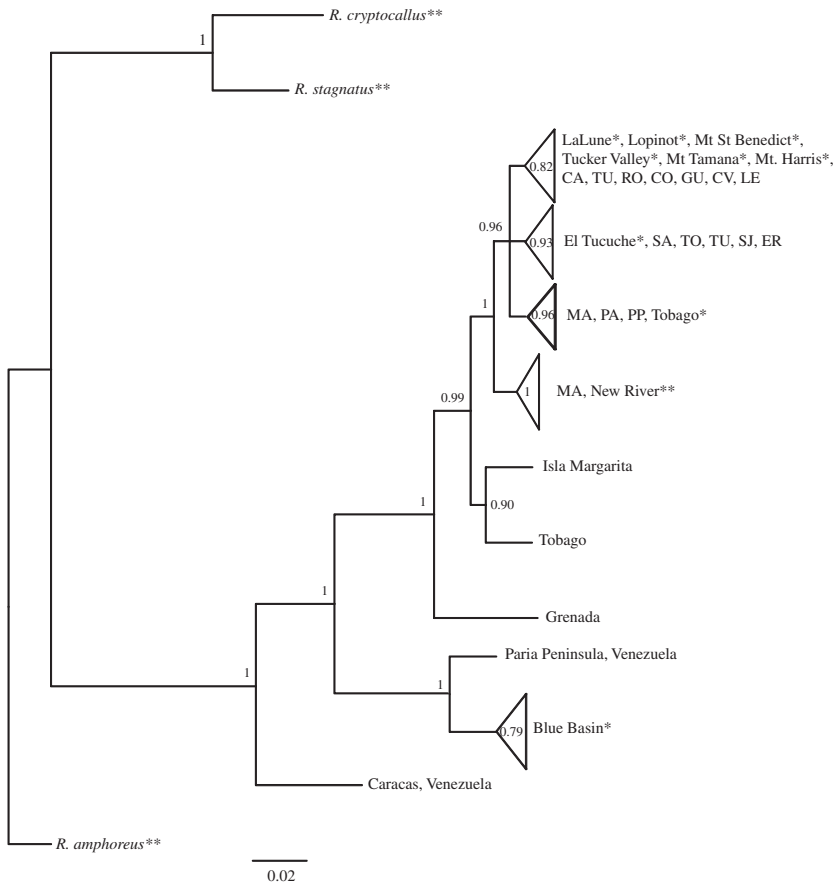 R. cryptocallus**
1
R. stagnatus**
LaLune*, Lopinot*, Mt St Benedict*,
Tucker Valley*, Mt Tamana*, Mt. Harris*,
CA, TU, RO, CO, GU, CV, LE
0.82
0.96
0.93
El Tucuche*, SA, TO, TU, SJ, ER
1
0.96
MA, PA, PP, Tobago*
0.99
1
MA, New River**
Isla Margarita
1
0.90
Tobago
1
Grenada
Paria Peninsula, Venezuela
1
1
0.79
Blue Basin*
Caracas, Venezuela
R. amphoreus**
0.02